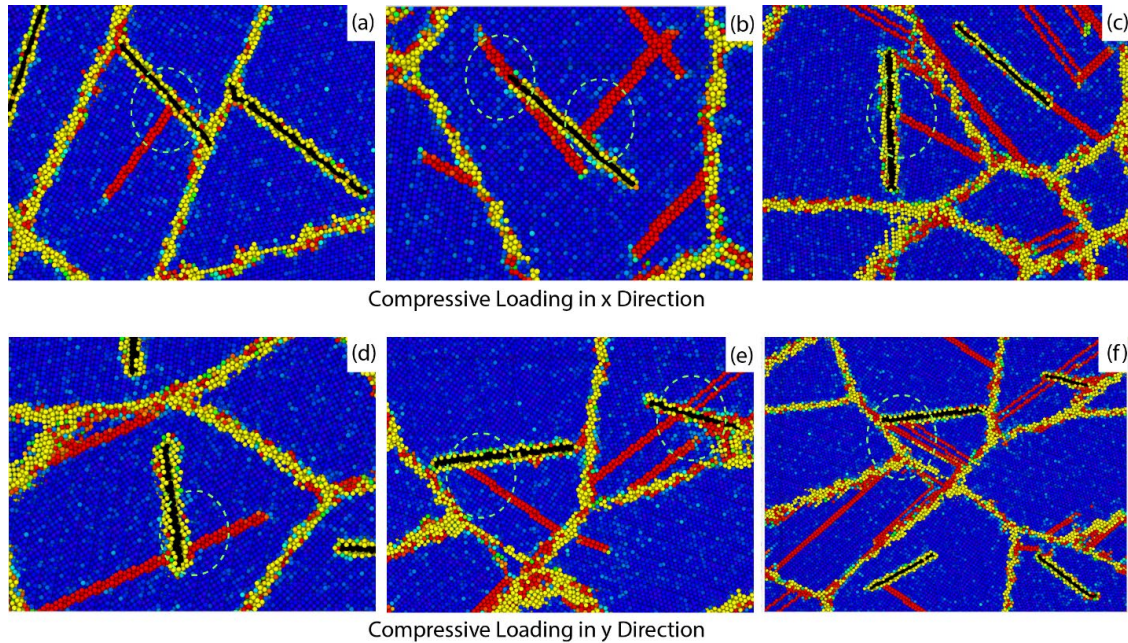 (a)
(b)
(c)
Compressive Loading in x Direction
(d)
(e)
(f)
Compressive Loading in y Direction